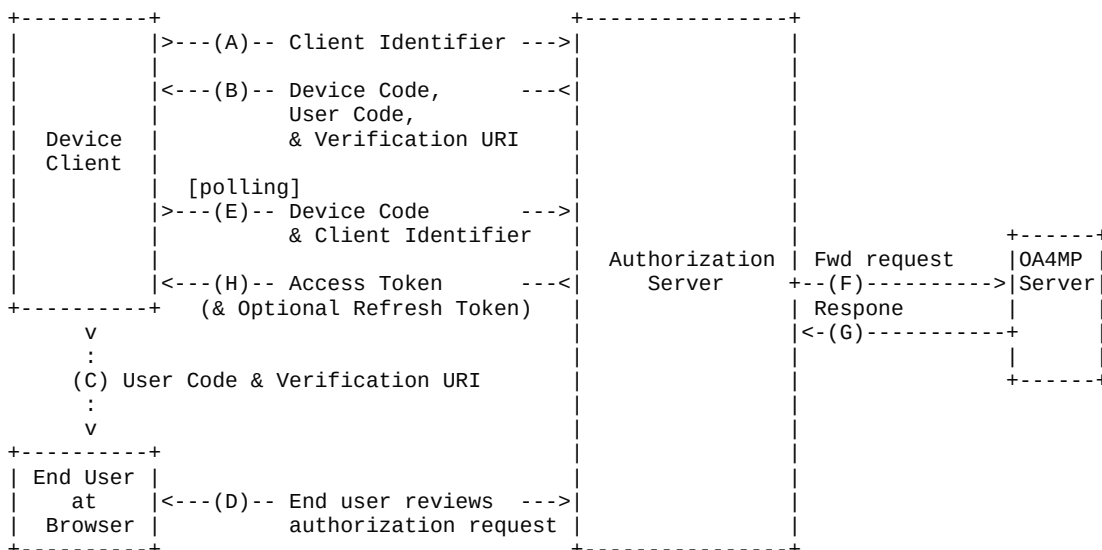 >---(A)-- Client Identifier --->
<---(B)-- Device Code, ---<
User Code,
Device & Verification URI
Client
[polling]
>---(E)-- Device Code --->
& Client Identifier
Authorization Fwd request OA4MP
<---(H)-- Access Token ---< Server +--(F)---------->|Server
(& Optional Refresh Token) Respone
v <-(G)-----------+
:
(C) User Code & Verification URI
:
v
End User
at <---(D)-- End user reviews --->
Browser authorization request